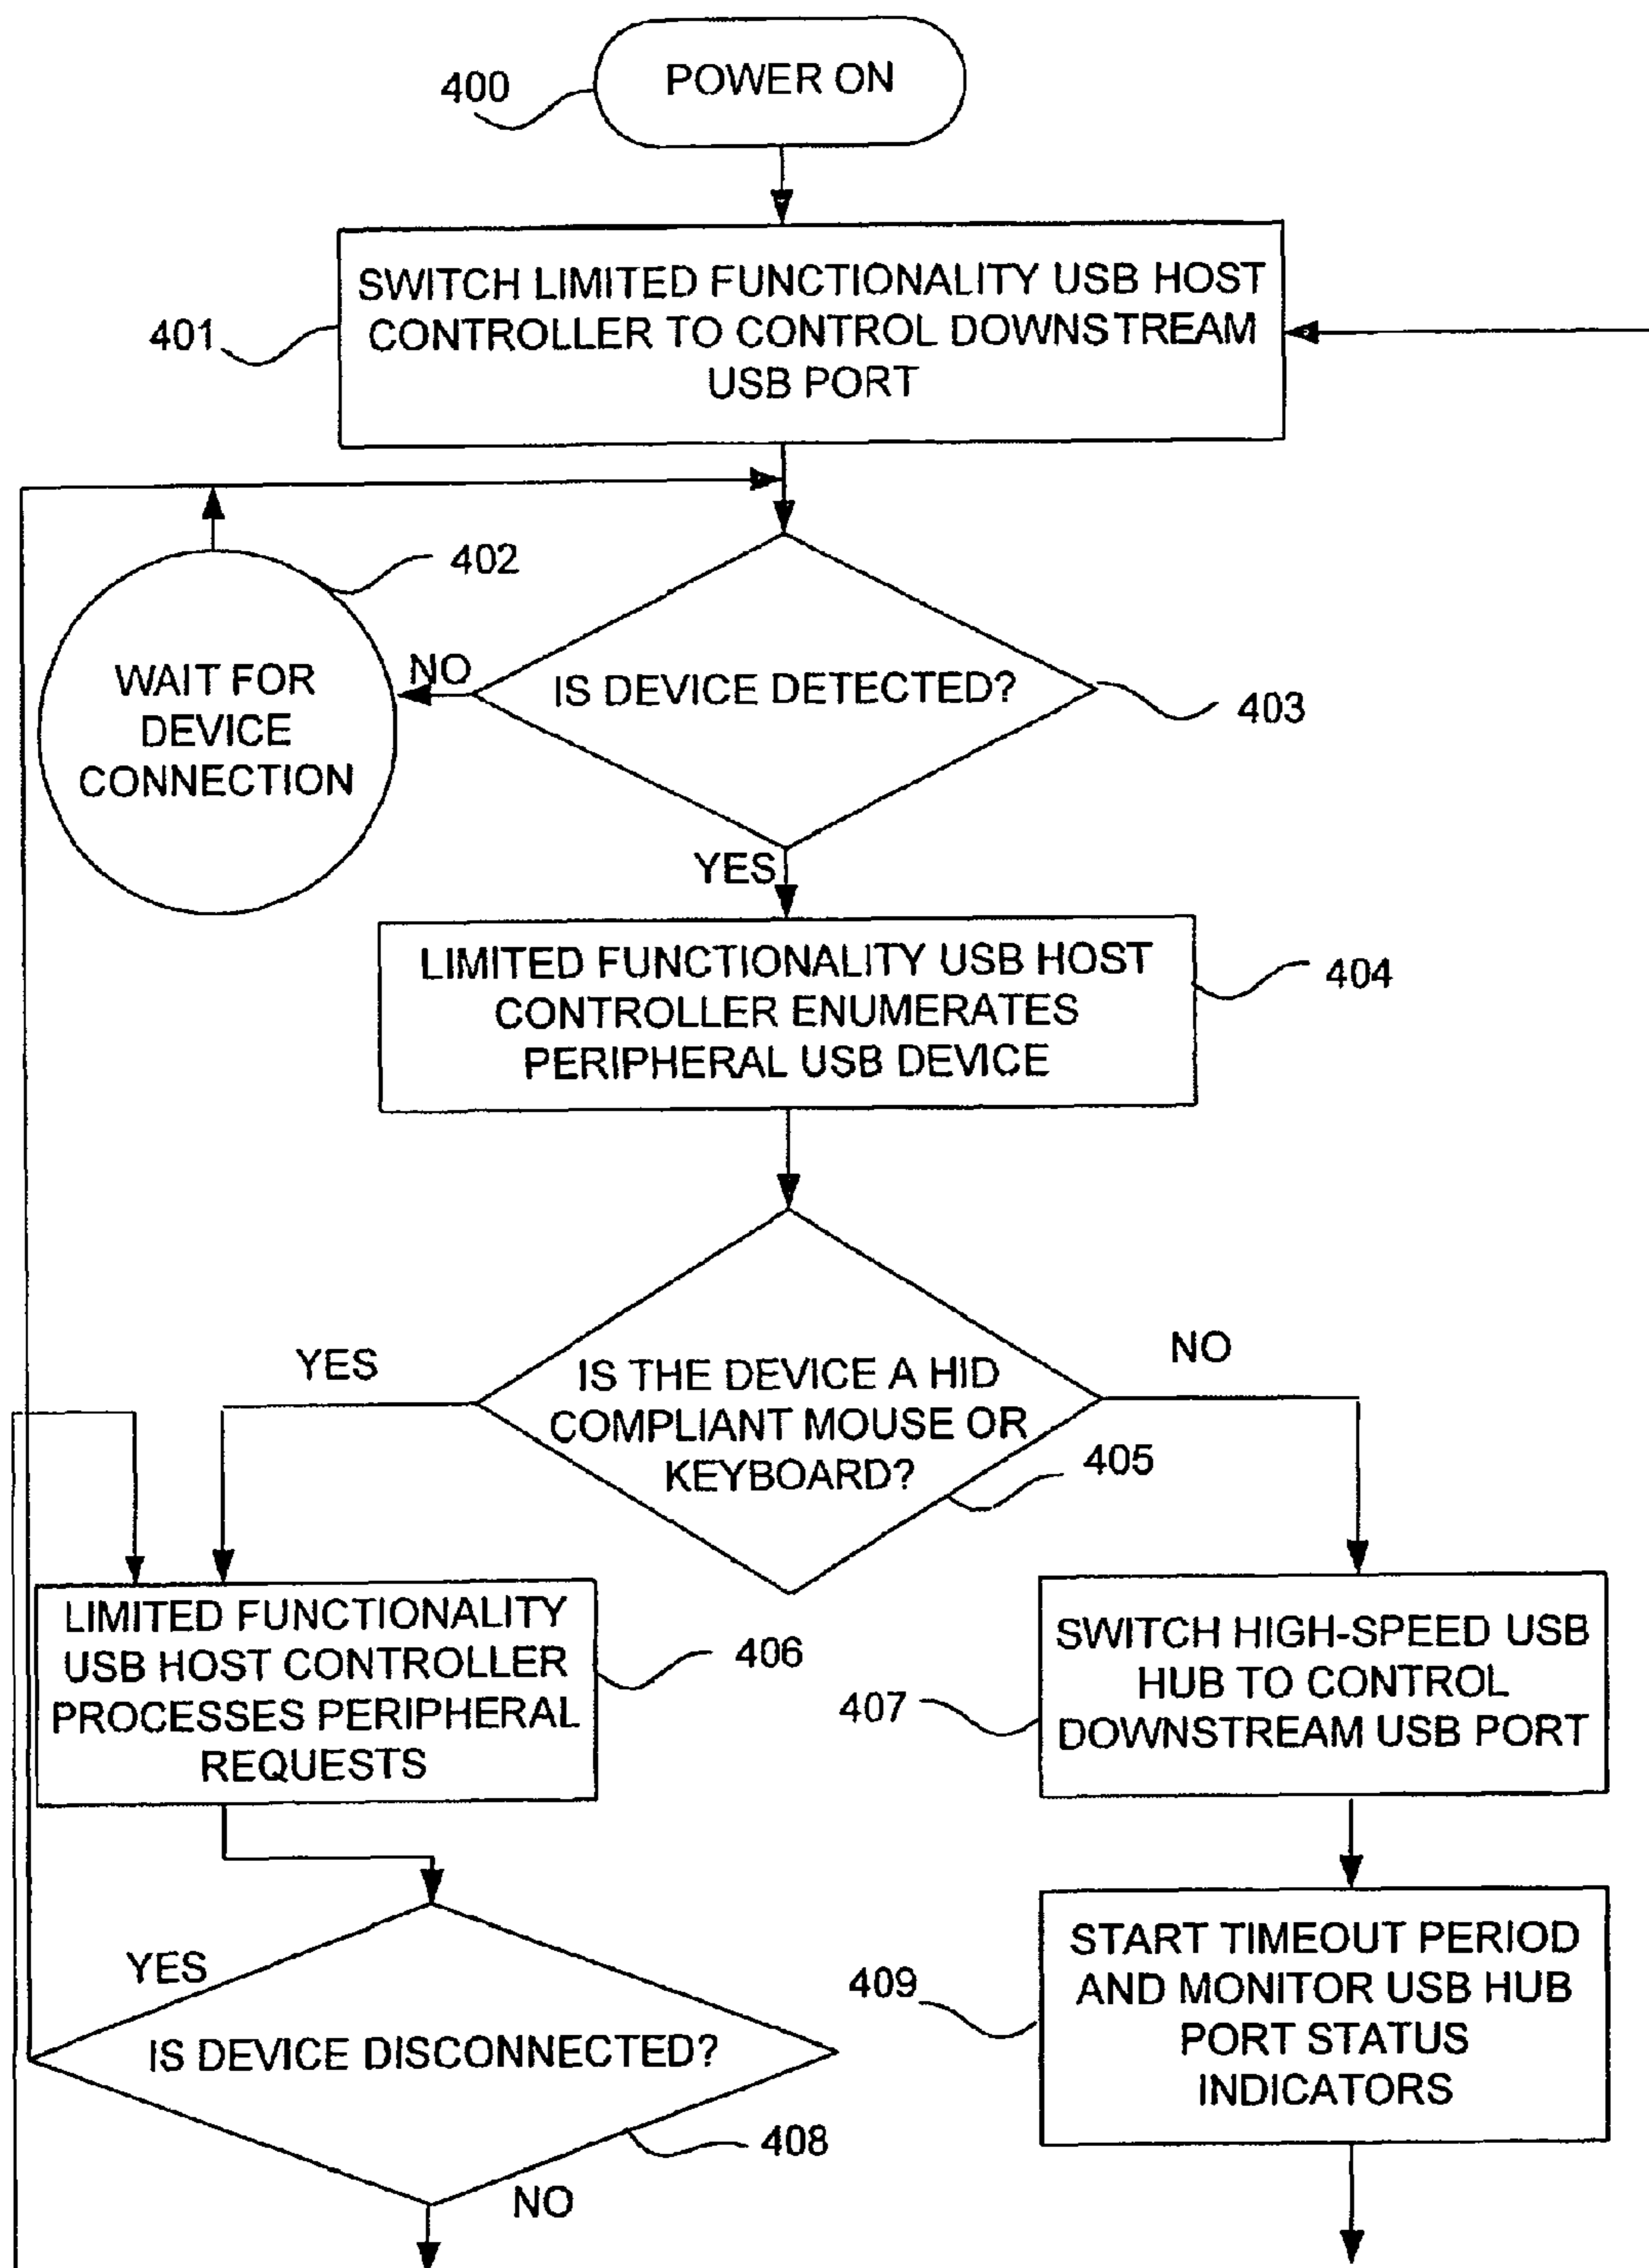 POWER ON
400
SWITCH LIMITED FUNCTIONALITY USB HOST
CONTROLLER TO CONTROL DOWNSTREAM
USB PORT
401
402
WAIT FOR
DEVICE
CONNECTION
NO
IS DEVICE DETECTED?
403
YES
LIMITED FUNCTIONALITY USB HOST
CONTROLLER ENUMERATES
PERIPHERAL USB DEVICE
404
YES
IS THE DEVICE A HID
COMPLIANT MOUSE OR
KEYBOARD?
NO
405
LIMITED FUNCTIONALITY
USB HOST CONTROLLER
PROCESSES PERIPHERAL
REQUESTS
406
SWITCH HIGH-SPEED USB
HUB TO CONTROL
DOWNSTREAM USB PORT
407
YES
IS DEVICE DISCONNECTED?
408
NO
START TIMEOUT PERIOD
AND MONITOR USB HUB
PORT STATUS
INDICATORS
409